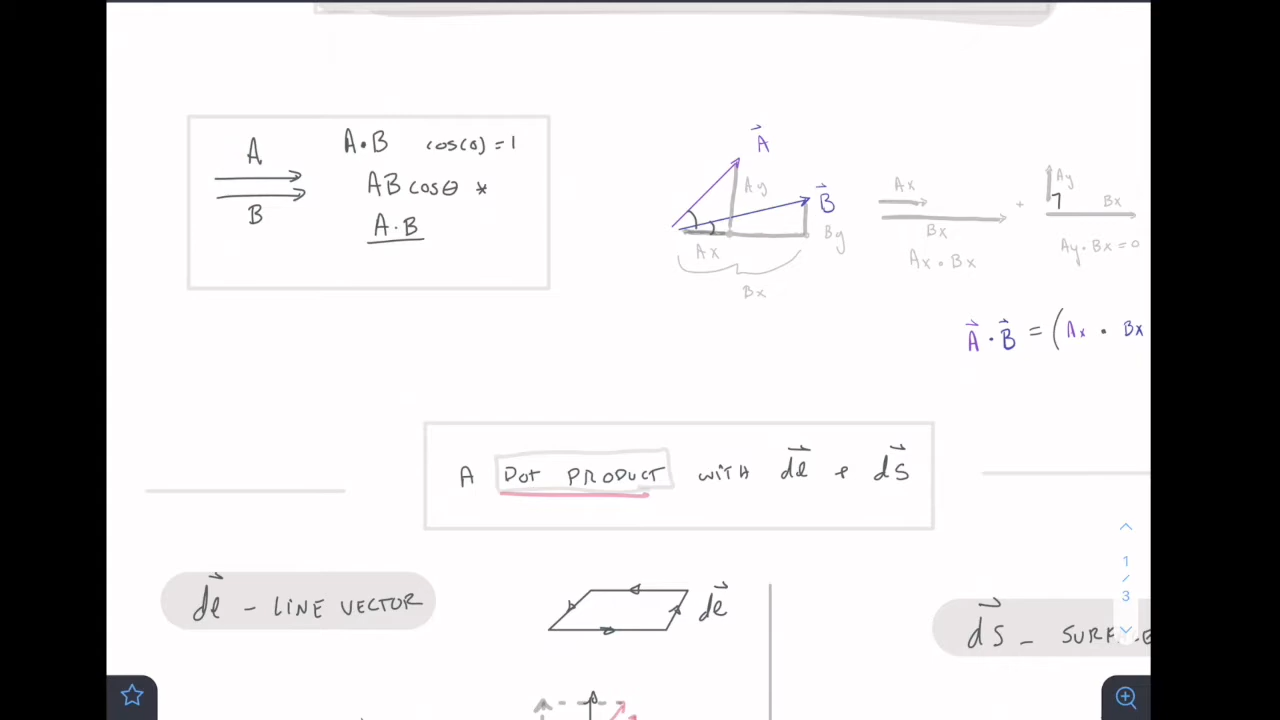 A
B
A·B cos(0) = 1
AB cosθ *
A·B
A
Ay
B
By
Ax
Bx
Ax
Bx
Ax · Bx
+
Ay
Bx
Ay · Bx = 0
A · B = (Ax · Bx
A DOT PRODUCT WITH dl + dS
dl - LINE VECTOR
dl
dS - SURF
1
/
3